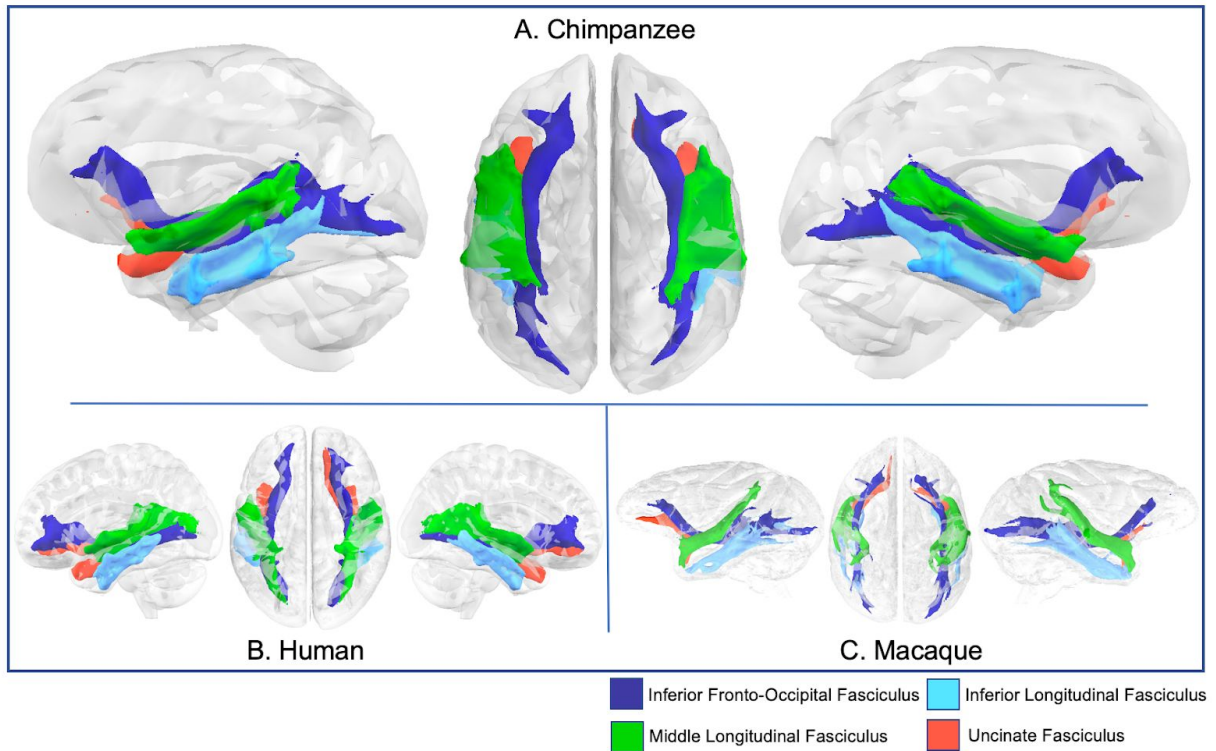 A. Chimpanzee
B. Human
C. Macaque
Inferior Fronto-Occipital Fasciculus
Inferior Longitudinal Fasciculus
Middle Longitudinal Fasciculus
Uncinate Fasciculus